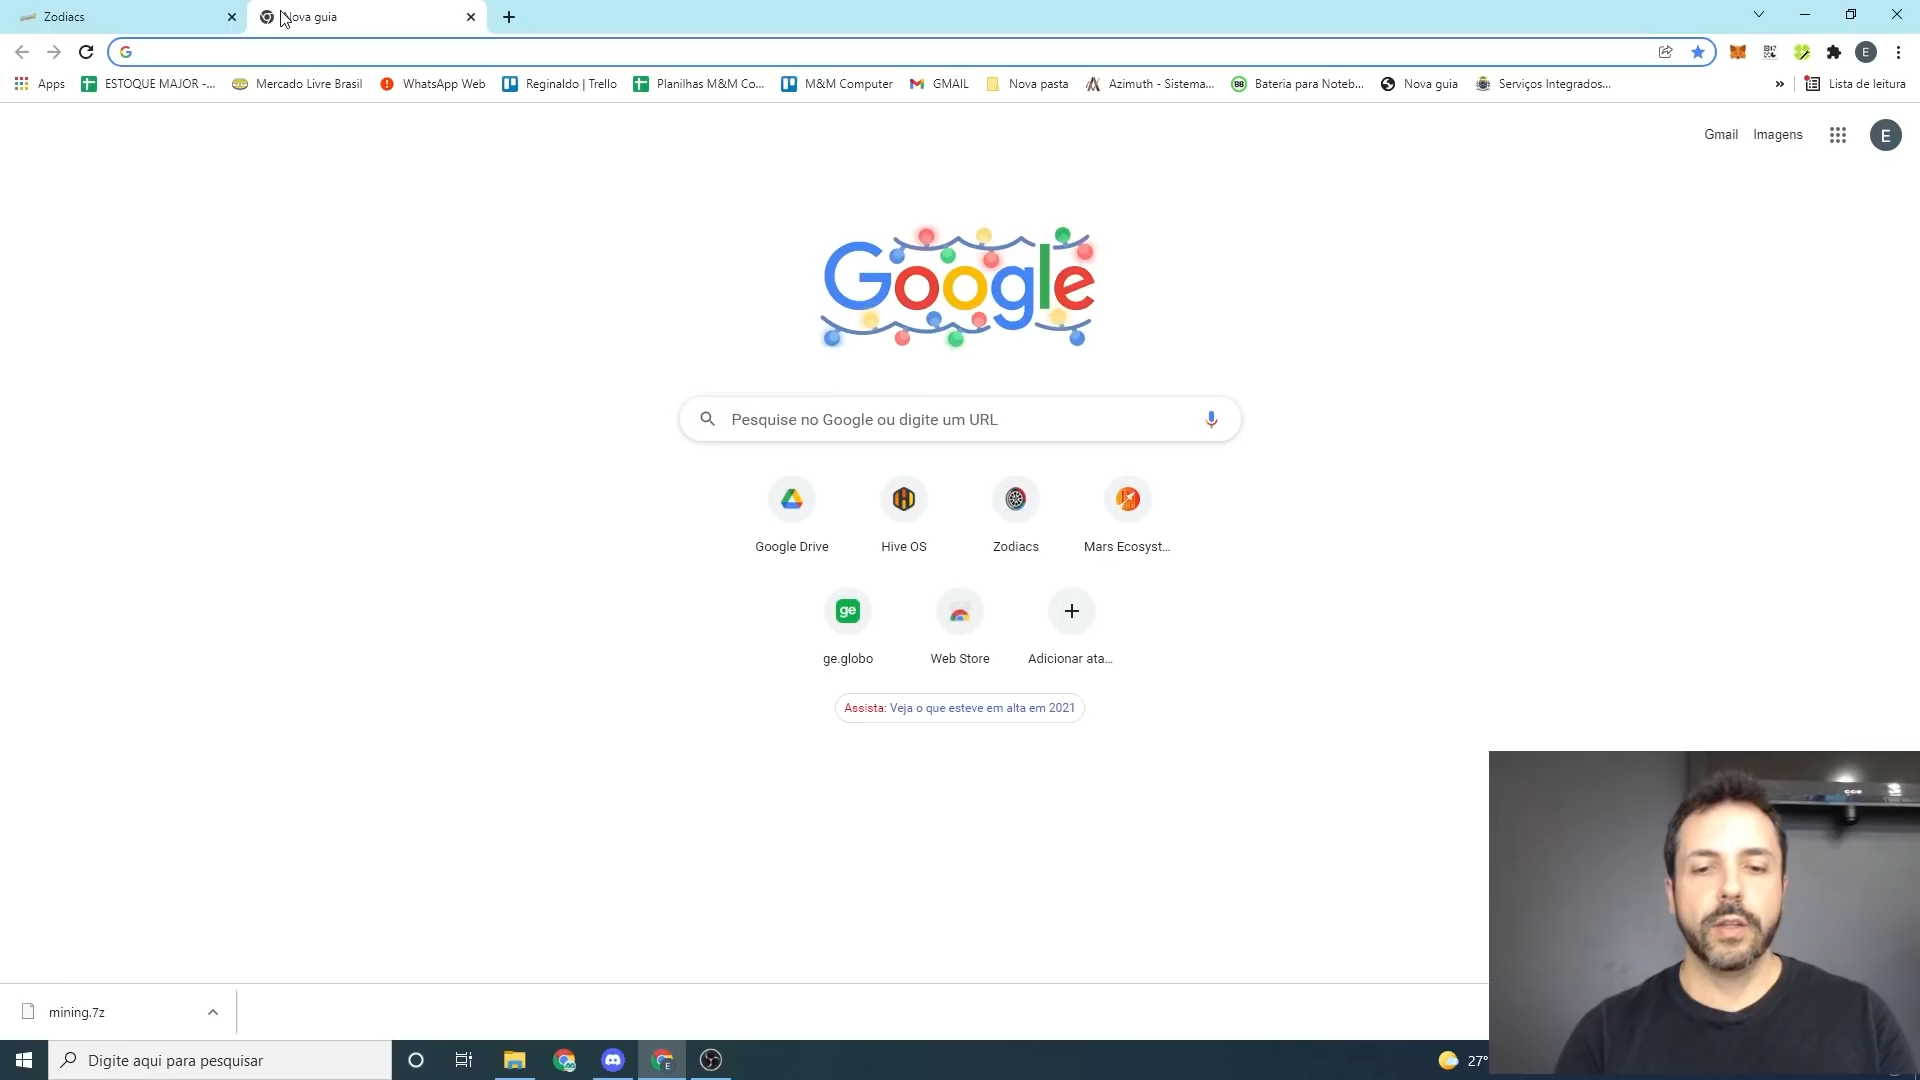 Zodiacs
Nova guia
Apps
ESTOQUE MAJOR -...
Mercado Livre Brasil
WhatsApp Web
Reginaldo | Trello
Planilhas M&M Co...
M&M Computer
GMAIL
Nova pasta
Azimuth - Sistema...
Bateria para Noteb...
Nova guia
Serviços Integrados...
»
Lista de leitura
E
Gmail
Imagens
E
Google
Pesquise no Google ou digite um URL
Google Drive
Hive OS
Zodiacs
Mars Ecosyst...
ge
ge.globo
Web Store
Adicionar ata...
Assista: Veja o que esteve em alta em 2021
CCE
mining.7z
Digite aqui para pesquisar
27°